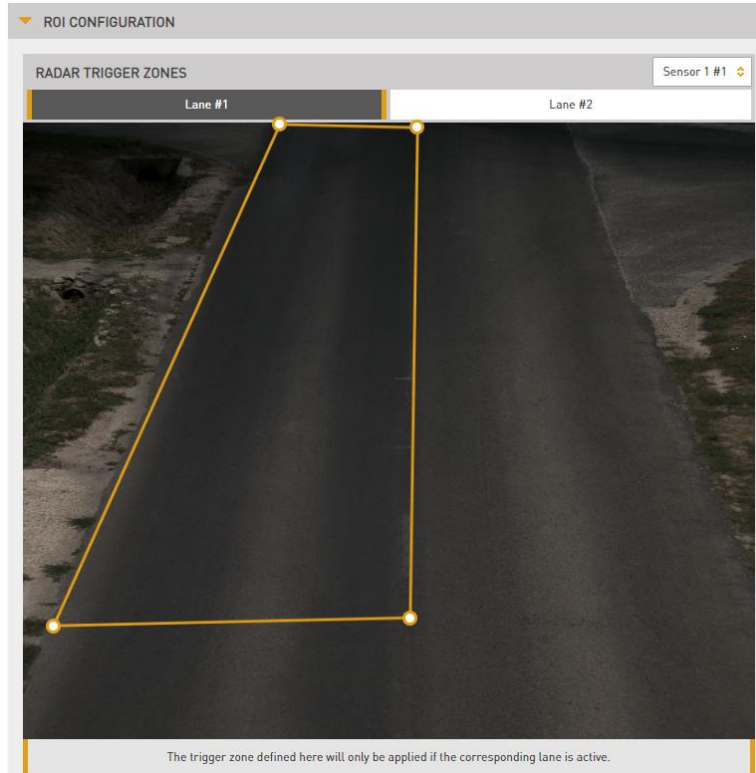 ROI CONFIGURATION
RADAR TRIGGER ZONES
Sensor 1 #1
Lane #1
Lane #2
The trigger zone defined here will only be applied if the corresponding lane is active.